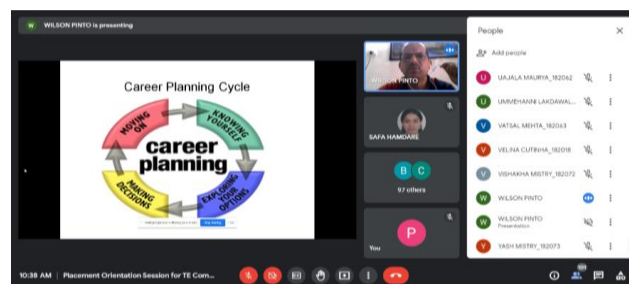 W WILSON PINTO is presenting
Career Planning Cycle
MOVING ON
KNOWING YOURSELF
career planning
MAKING DECISIONS
EXPLORING YOUR OPTIONS
WILSON PINTO
SAFA HAMDARE
B C
97 others
P
You
People
Add people
U UAJALA MAURYA_182062
U UMMEHANNI LAKDAWAL...
V VATSAL MEHTA_182063
V VELINA CUTINHA_182018
V VISHAKHA MISTRY_182072
W WILSON PINTO
W WILSON PINTO
Presentation
Y YASH MISTRY_182073
10:38 AM | Placement Orientation Session for TE Com...